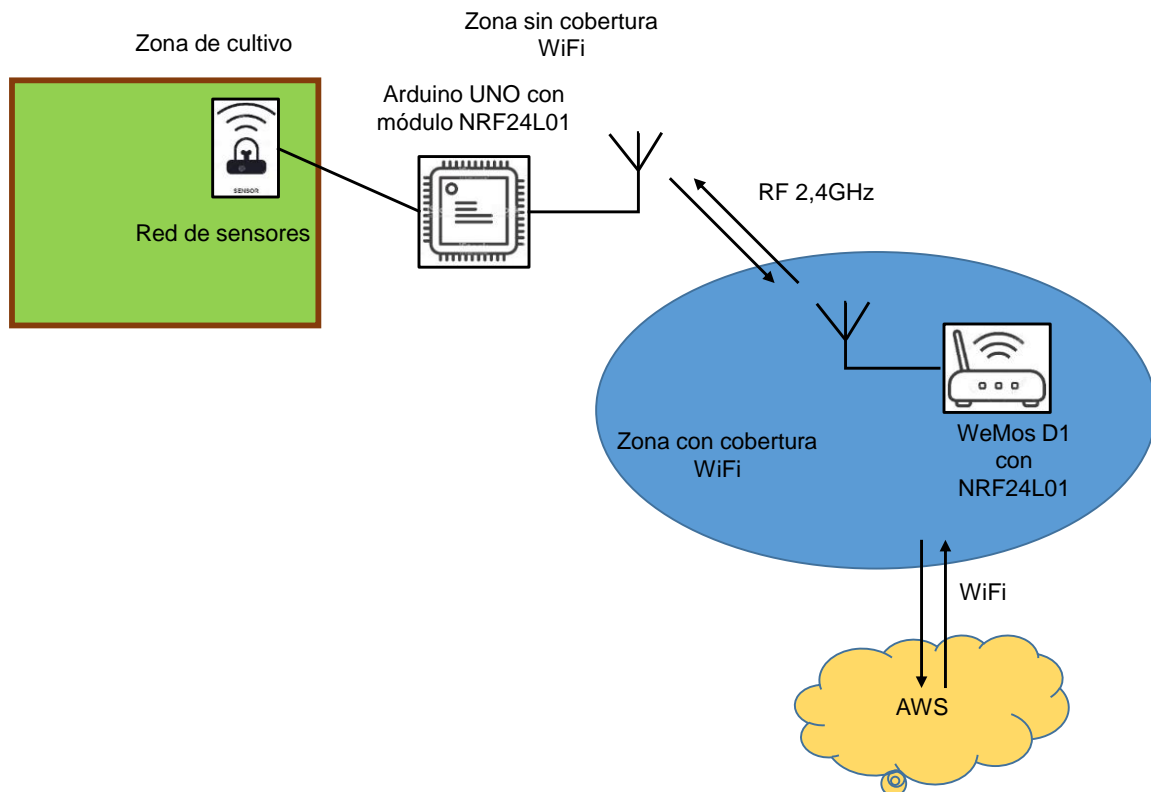 Zona de cultivo
Zona sin cobertura
WiFi
Arduino UNO con
módulo NRF24L01
SENSOR
Red de sensores
RF 2,4GHz
Zona con cobertura
WiFi
WeMos D1
con
NRF24L01
WiFi
AWS